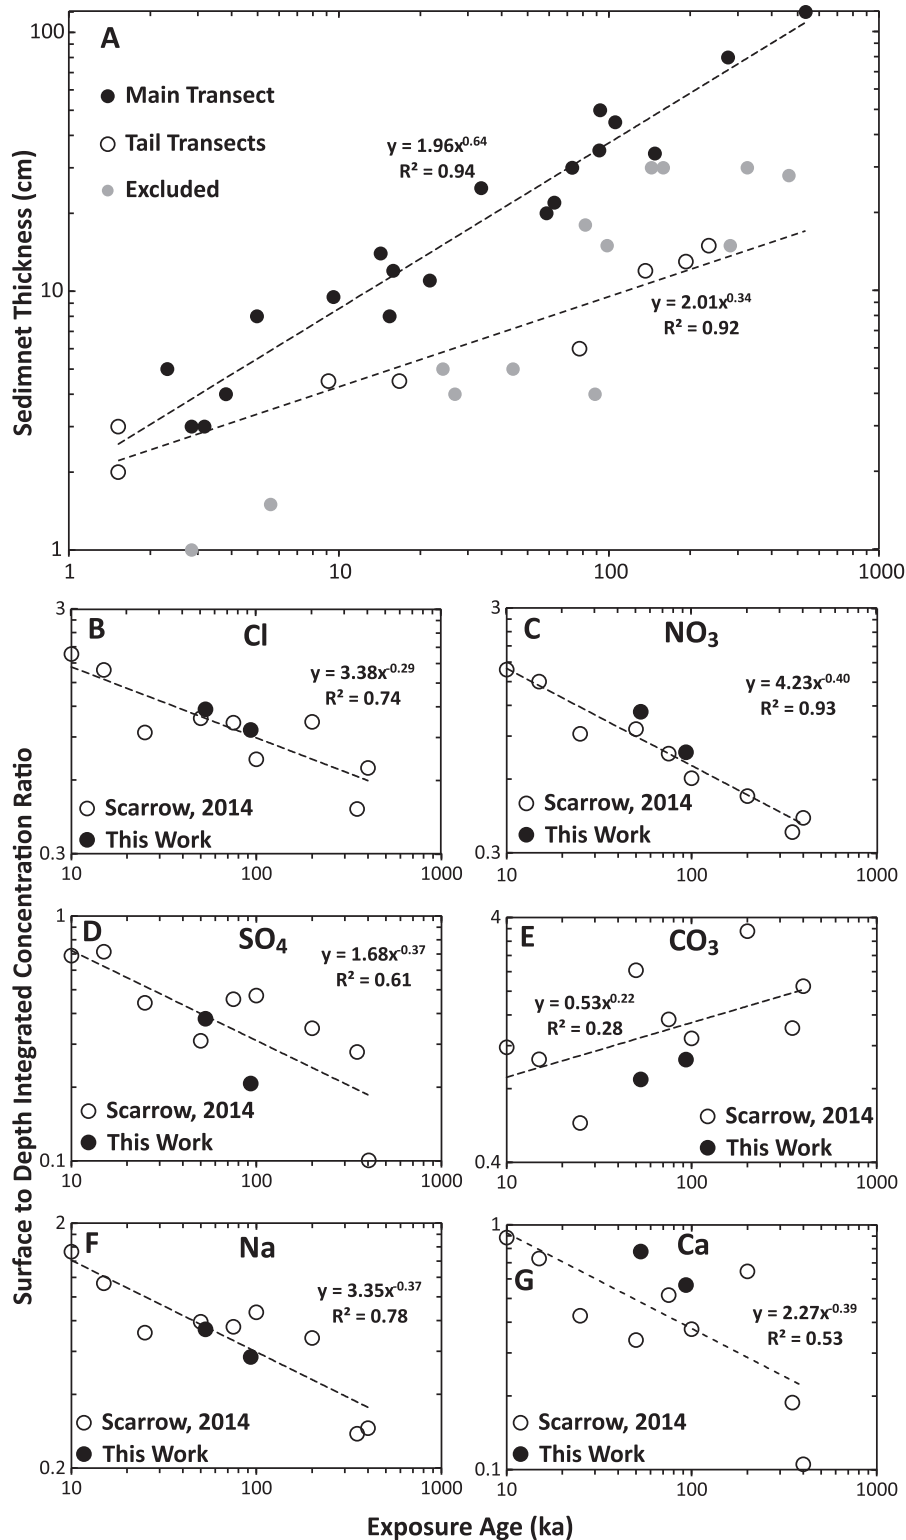 A
Main Transect
Tail Transects
Excluded
y = 1.96x^0.64
R² = 0.94
y = 2.01x^0.34
R² = 0.92
Sedimnet Thickness (cm)
100
10
1
1 10 100 1000
B Cl
y = 3.38x^-0.29
R² = 0.74
Scarrow, 2014
This Work
3
0.3
10 100 1000
C NO₃
y = 4.23x^-0.40
R² = 0.93
Scarrow, 2014
This Work
3
0.3
10 100 1000
Surface to Depth Integrated Concentration Ratio
D SO₄
y = 1.68x^-0.37
R² = 0.61
Scarrow, 2014
This Work
1
0.1
10 100 1000
E CO₃
y = 0.53x^0.22
R² = 0.28
Scarrow, 2014
This Work
4
0.4
10 100 1000
F Na
y = 3.35x^-0.37
R² = 0.78
Scarrow, 2014
This Work
2
0.2
10 100 1000
G Ca
y = 2.27x^-0.39
R² = 0.53
Scarrow, 2014
This Work
1
0.1
10 100 1000
Exposure Age (ka)